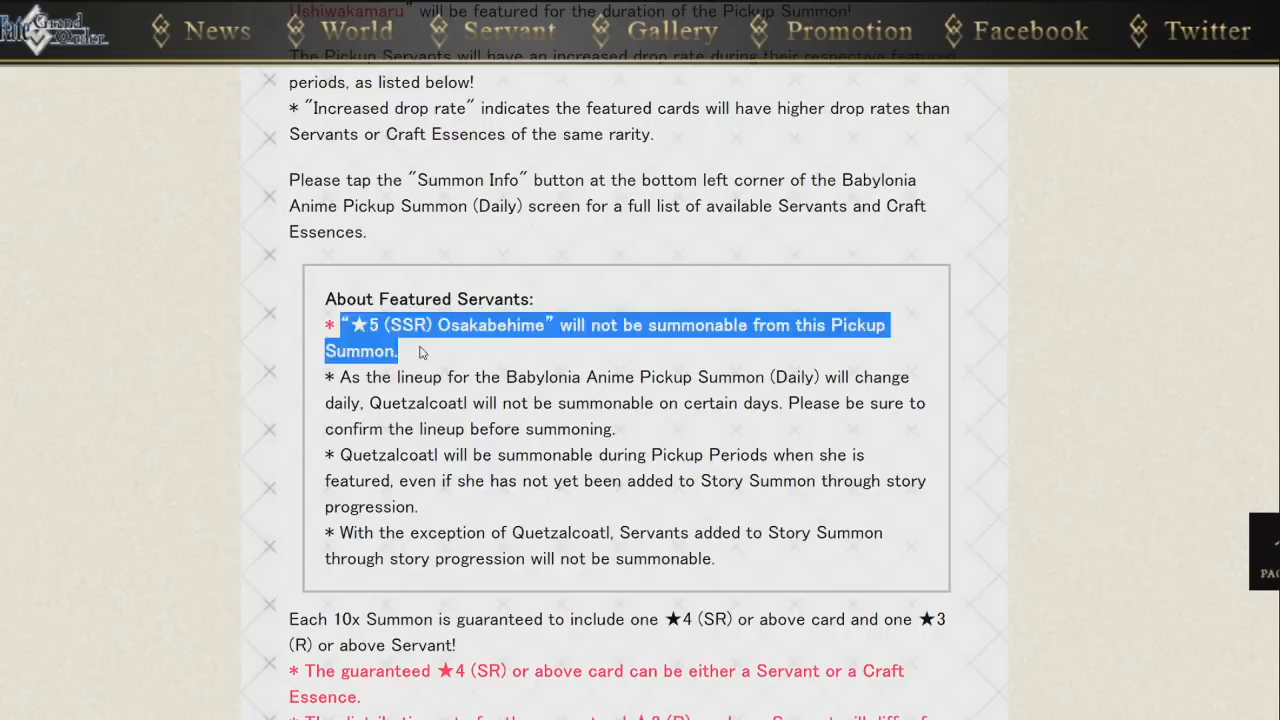 Fate Grand Order
News
World
Servant
Gallery
Promotion
Facebook
Twitter
Ushiwakamaru" will be featured for the duration of the Pickup Summon!
The Pickup Servants will have an increased drop rate during their respective featured
periods, as listed below!
* "Increased drop rate" indicates the featured cards will have higher drop rates than
Servants or Craft Essences of the same rarity.
Please tap the "Summon Info" button at the bottom left corner of the Babylonia
Anime Pickup Summon (Daily) screen for a full list of available Servants and Craft
Essences.
About Featured Servants:
* “★5 (SSR) Osakabehime” will not be summonable from this Pickup
Summon.
* As the lineup for the Babylonia Anime Pickup Summon (Daily) will change
daily, Quetzalcoatl will not be summonable on certain days. Please be sure to
confirm the lineup before summoning.
* Quetzalcoatl will be summonable during Pickup Periods when she is
featured, even if she has not yet been added to Story Summon through story
progression.
* With the exception of Quetzalcoatl, Servants added to Story Summon
through story progression will not be summonable.
PAG
Each 10x Summon is guaranteed to include one ★4 (SR) or above card and one ★3
(R) or above Servant!
* The guaranteed ★4 (SR) or above card can be either a Servant or a Craft
Essence.